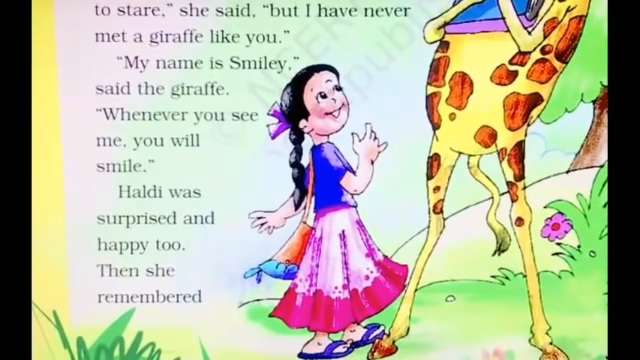 to stare,” she said, “but I have never
met a giraffe like you.”
“My name is Smiley,”
said the giraffe.
“Whenever you see
me, you will
smile.”
Haldi was
surprised and
happy too.
Then she
remembered